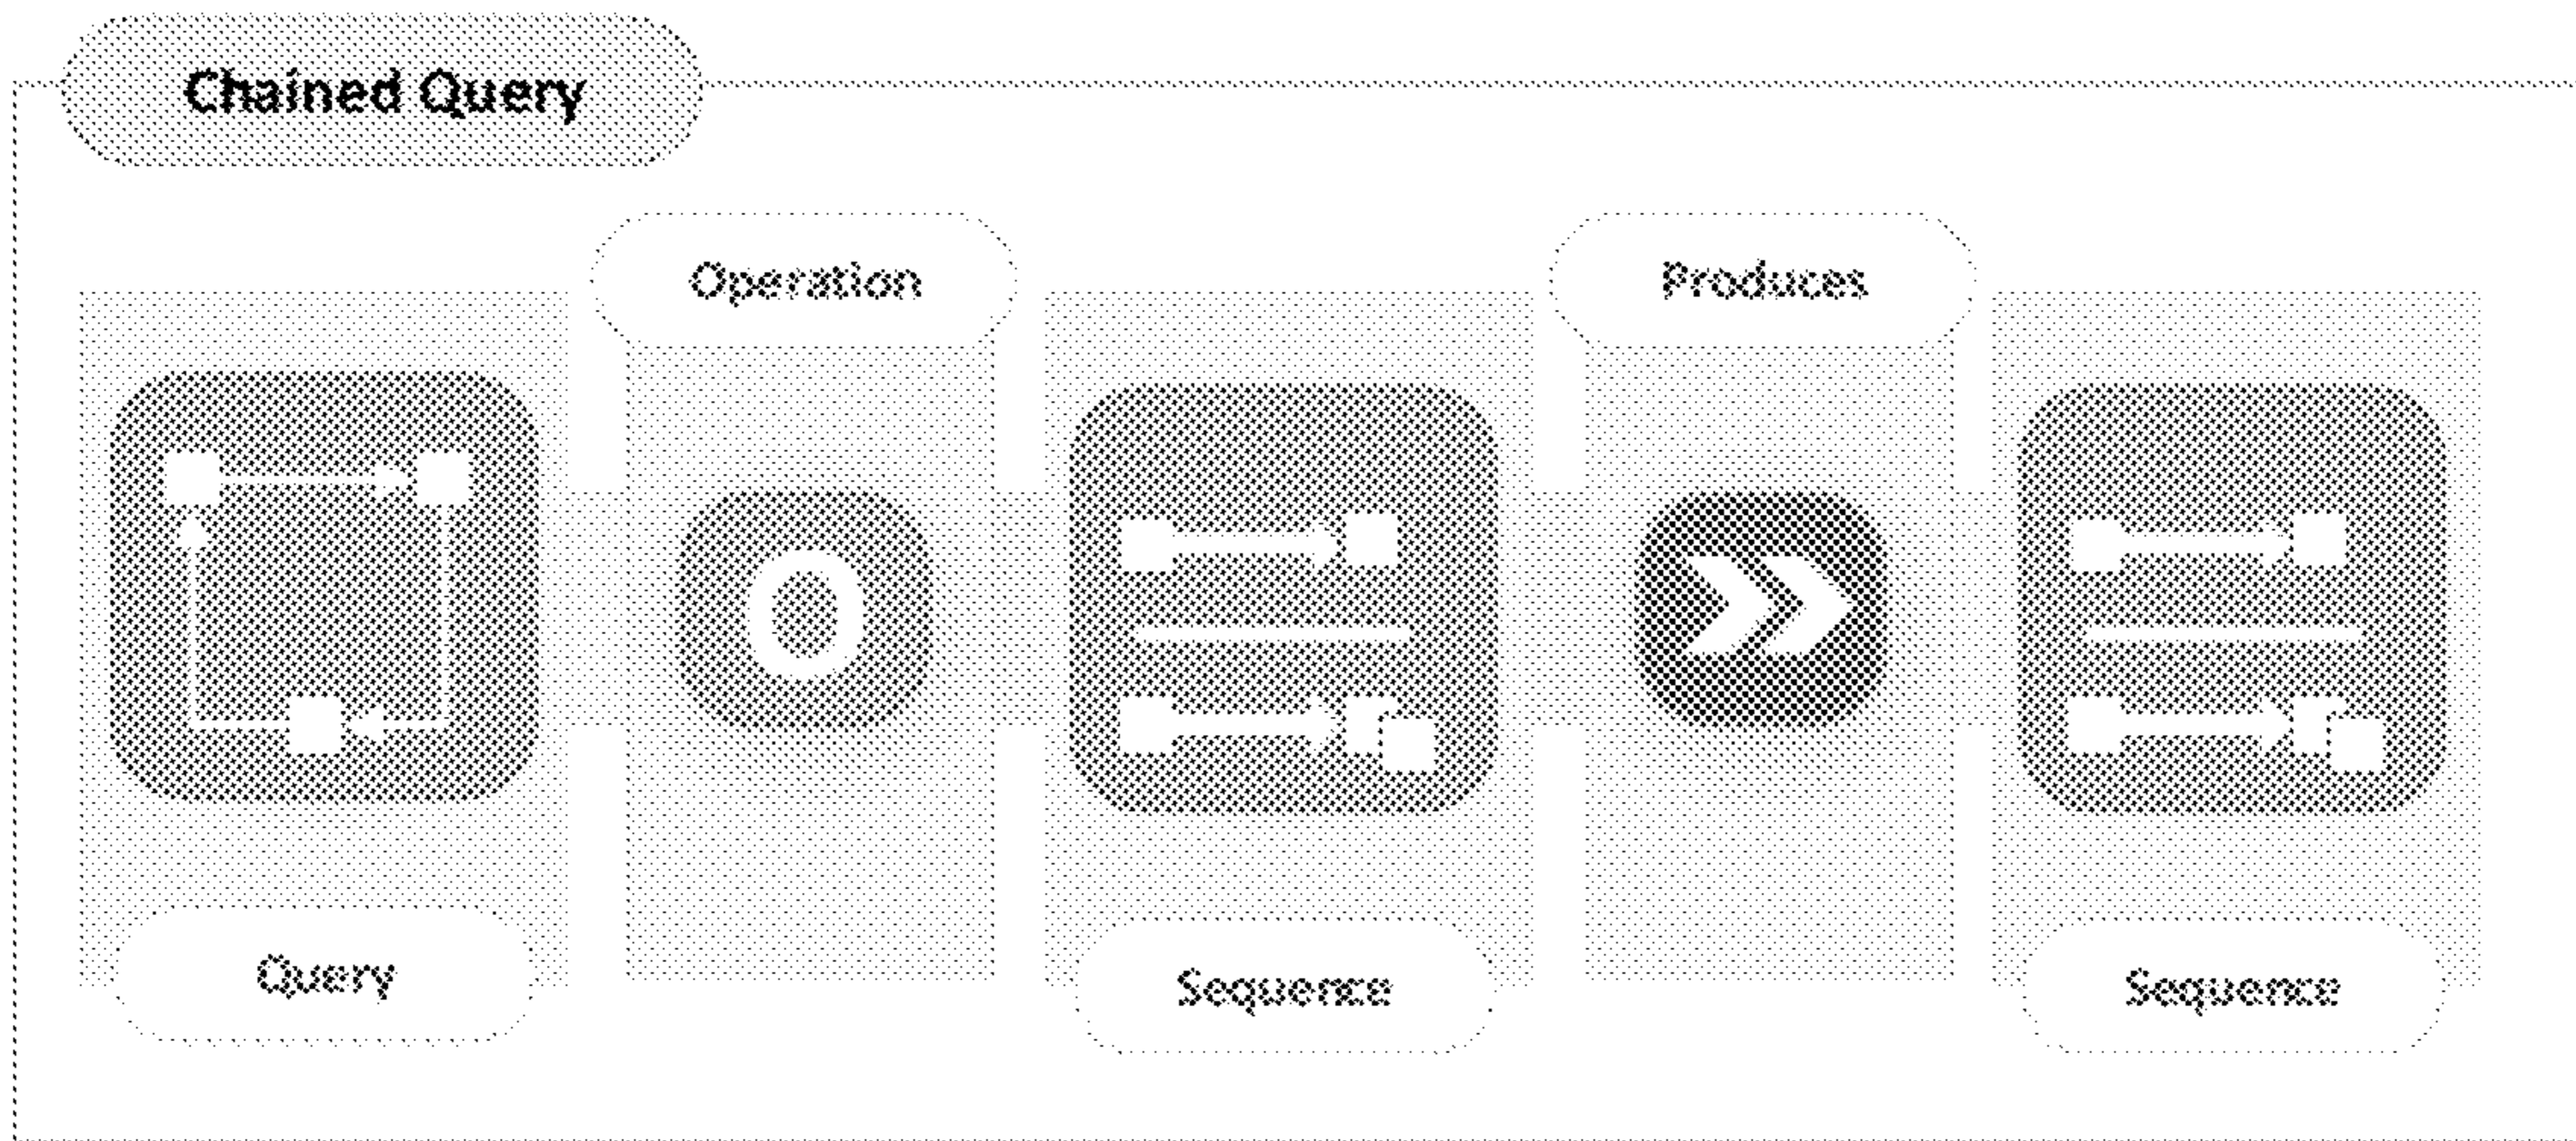 Chained Query
Operation
Produces
O
Query
Sequence
Sequence